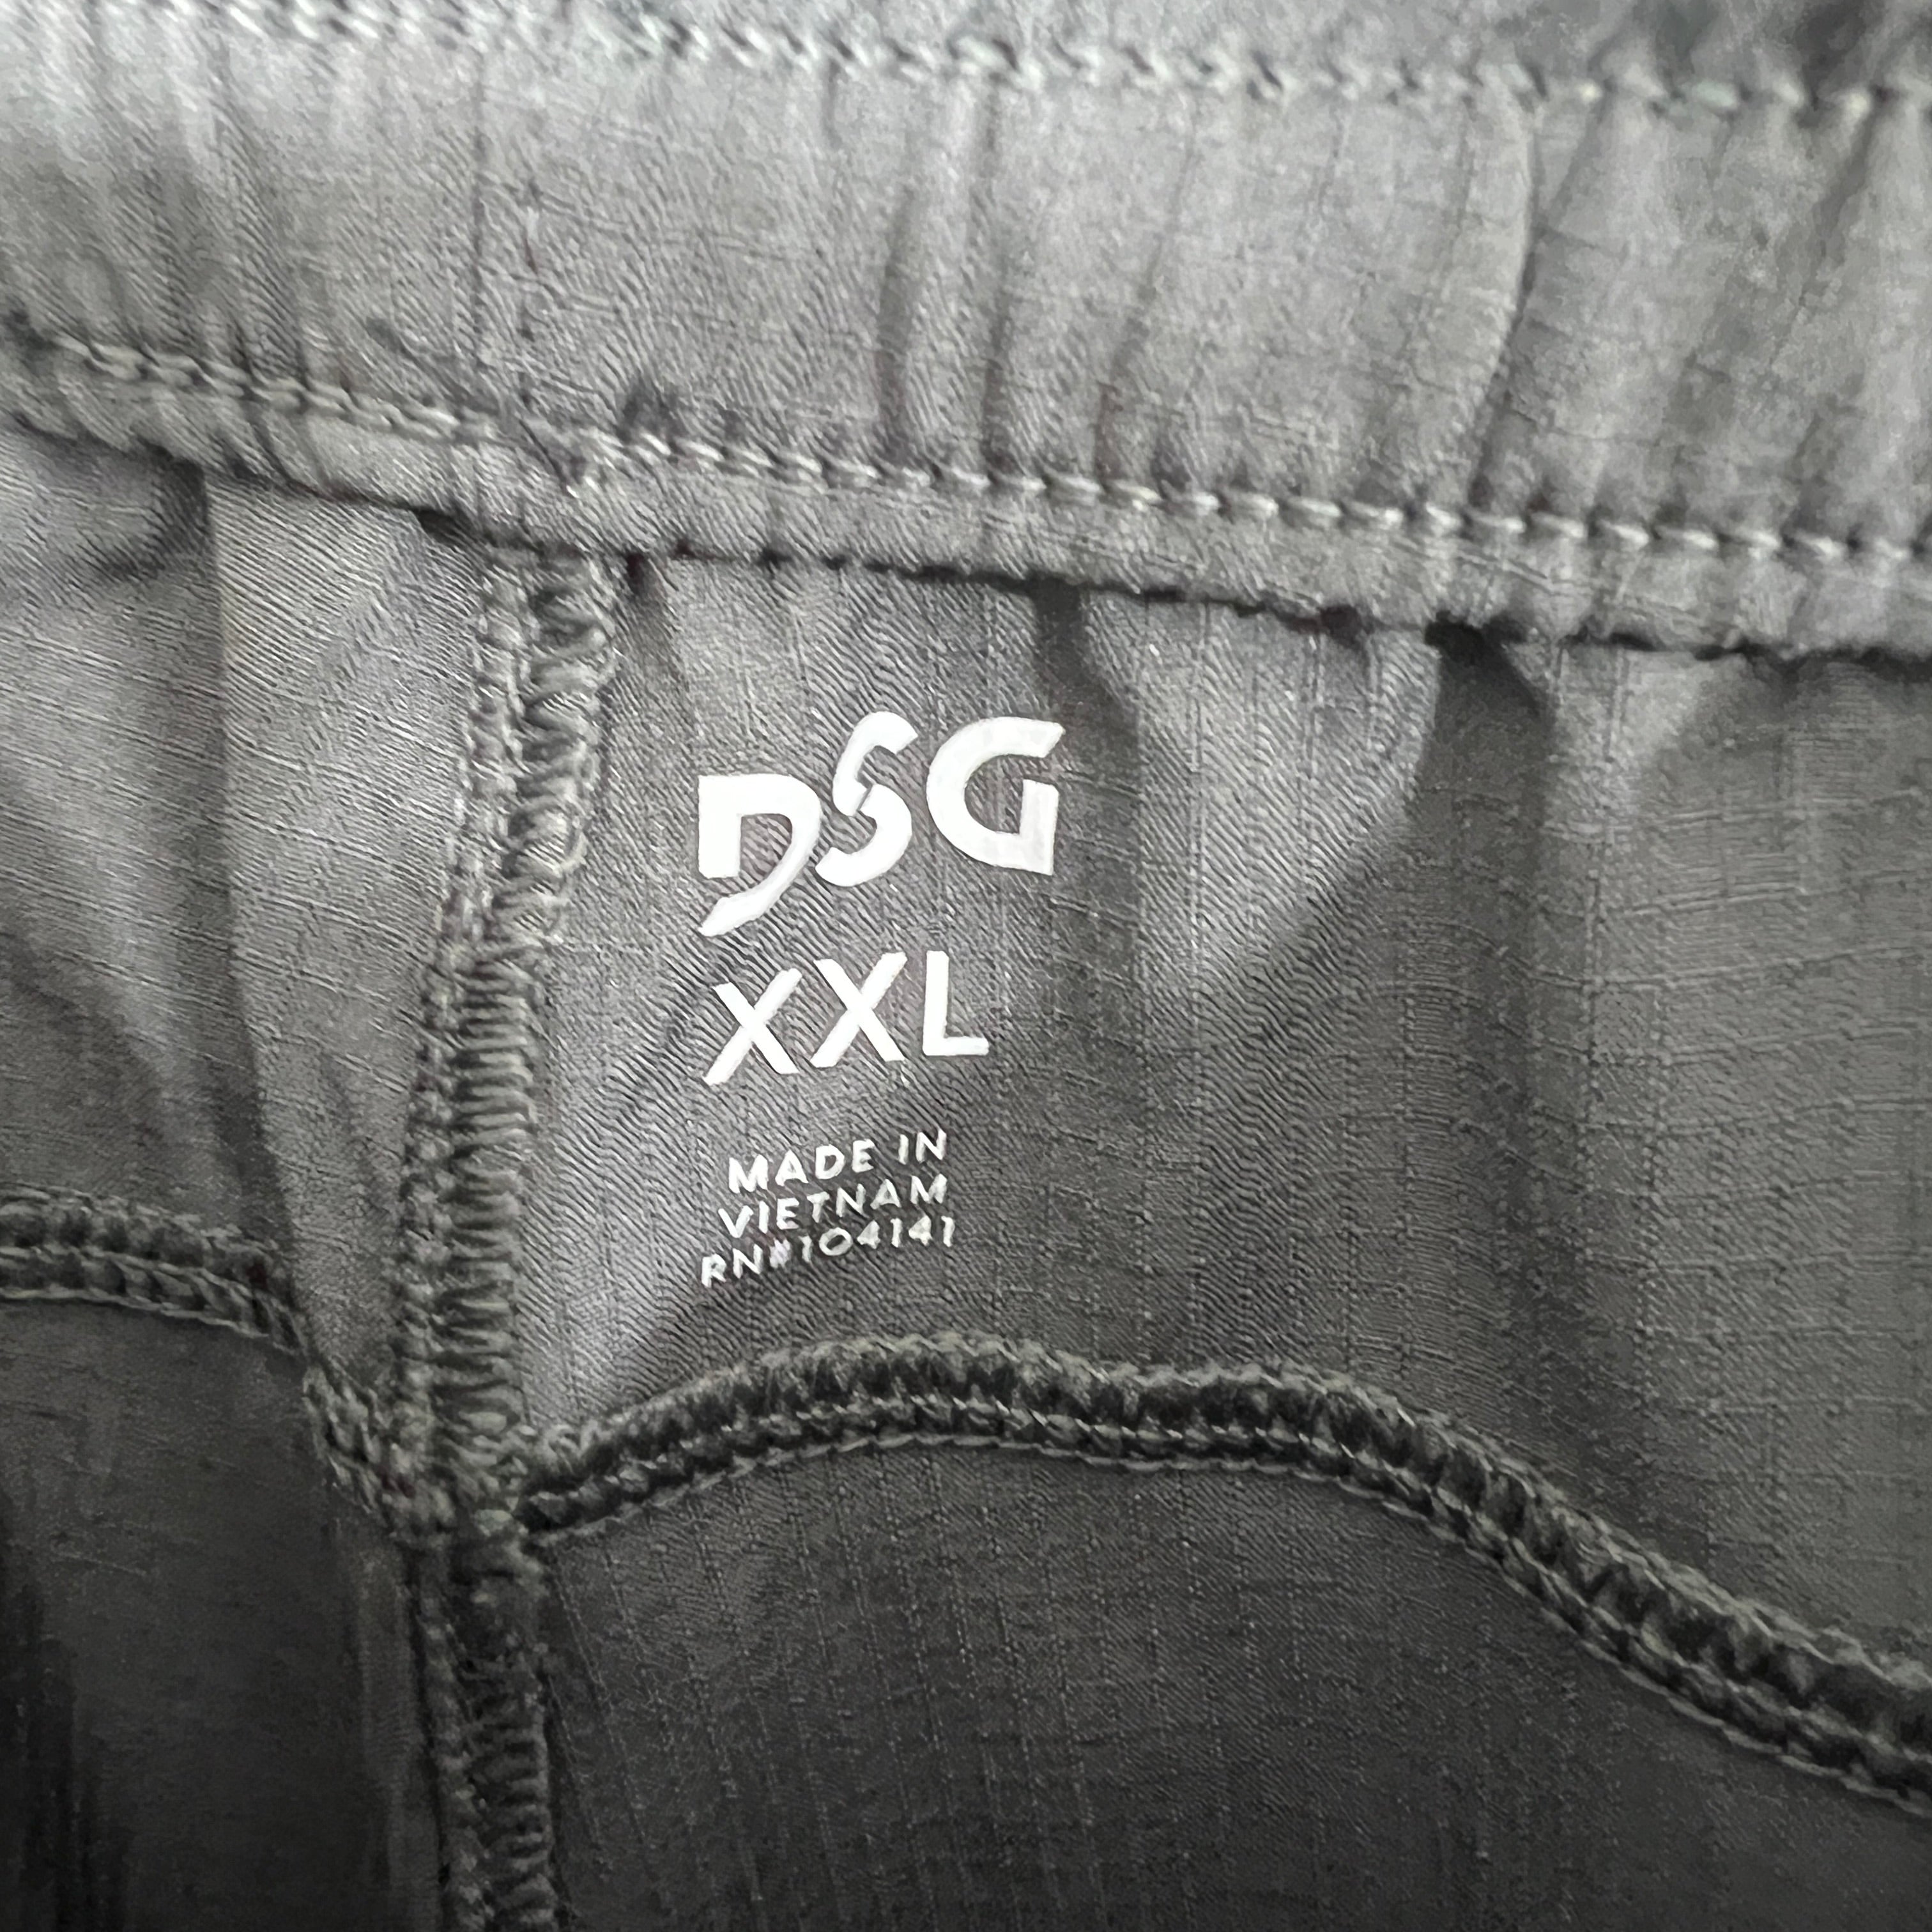 DSG
XXL
MADE IN
VIETNAM
RN#104141